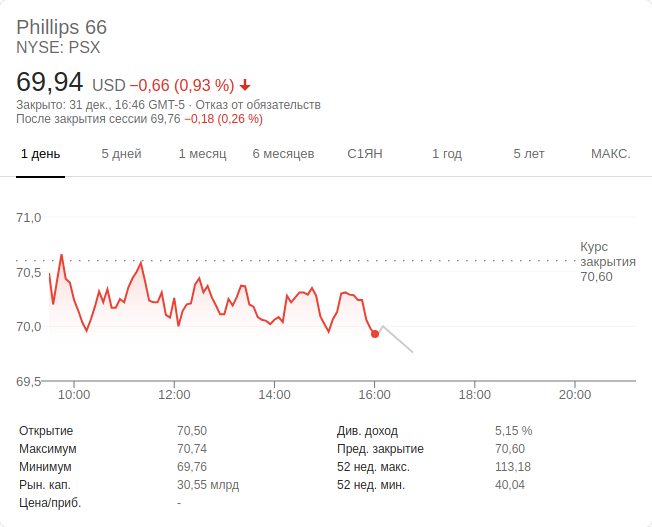 Phillips 66
NYSE: PSX
69,94 USD −0,66 (0,93 %)
Закрыто: 31 дек., 16:46 GMT-5 · Отказ от обязательств
После закрытия сессии 69,76 −0,18 (0,26 %)
1 день 5 дней 1 месяц 6 месяцев С1ЯН 1 год 5 лет МАКС.
71,0
Курс
закрытия
70,60
70,5
70,0
69,5
10:00 12:00 14:00 16:00 18:00 20:00
Открытие 70,50 Див. доход 5,15 %
Максимум 70,74 Пред. закрытие 70,60
Минимум 69,76 52 нед. макс. 113,18
Рын. кап. 30,55 млрд 52 нед. мин. 40,04
Цена/приб. -